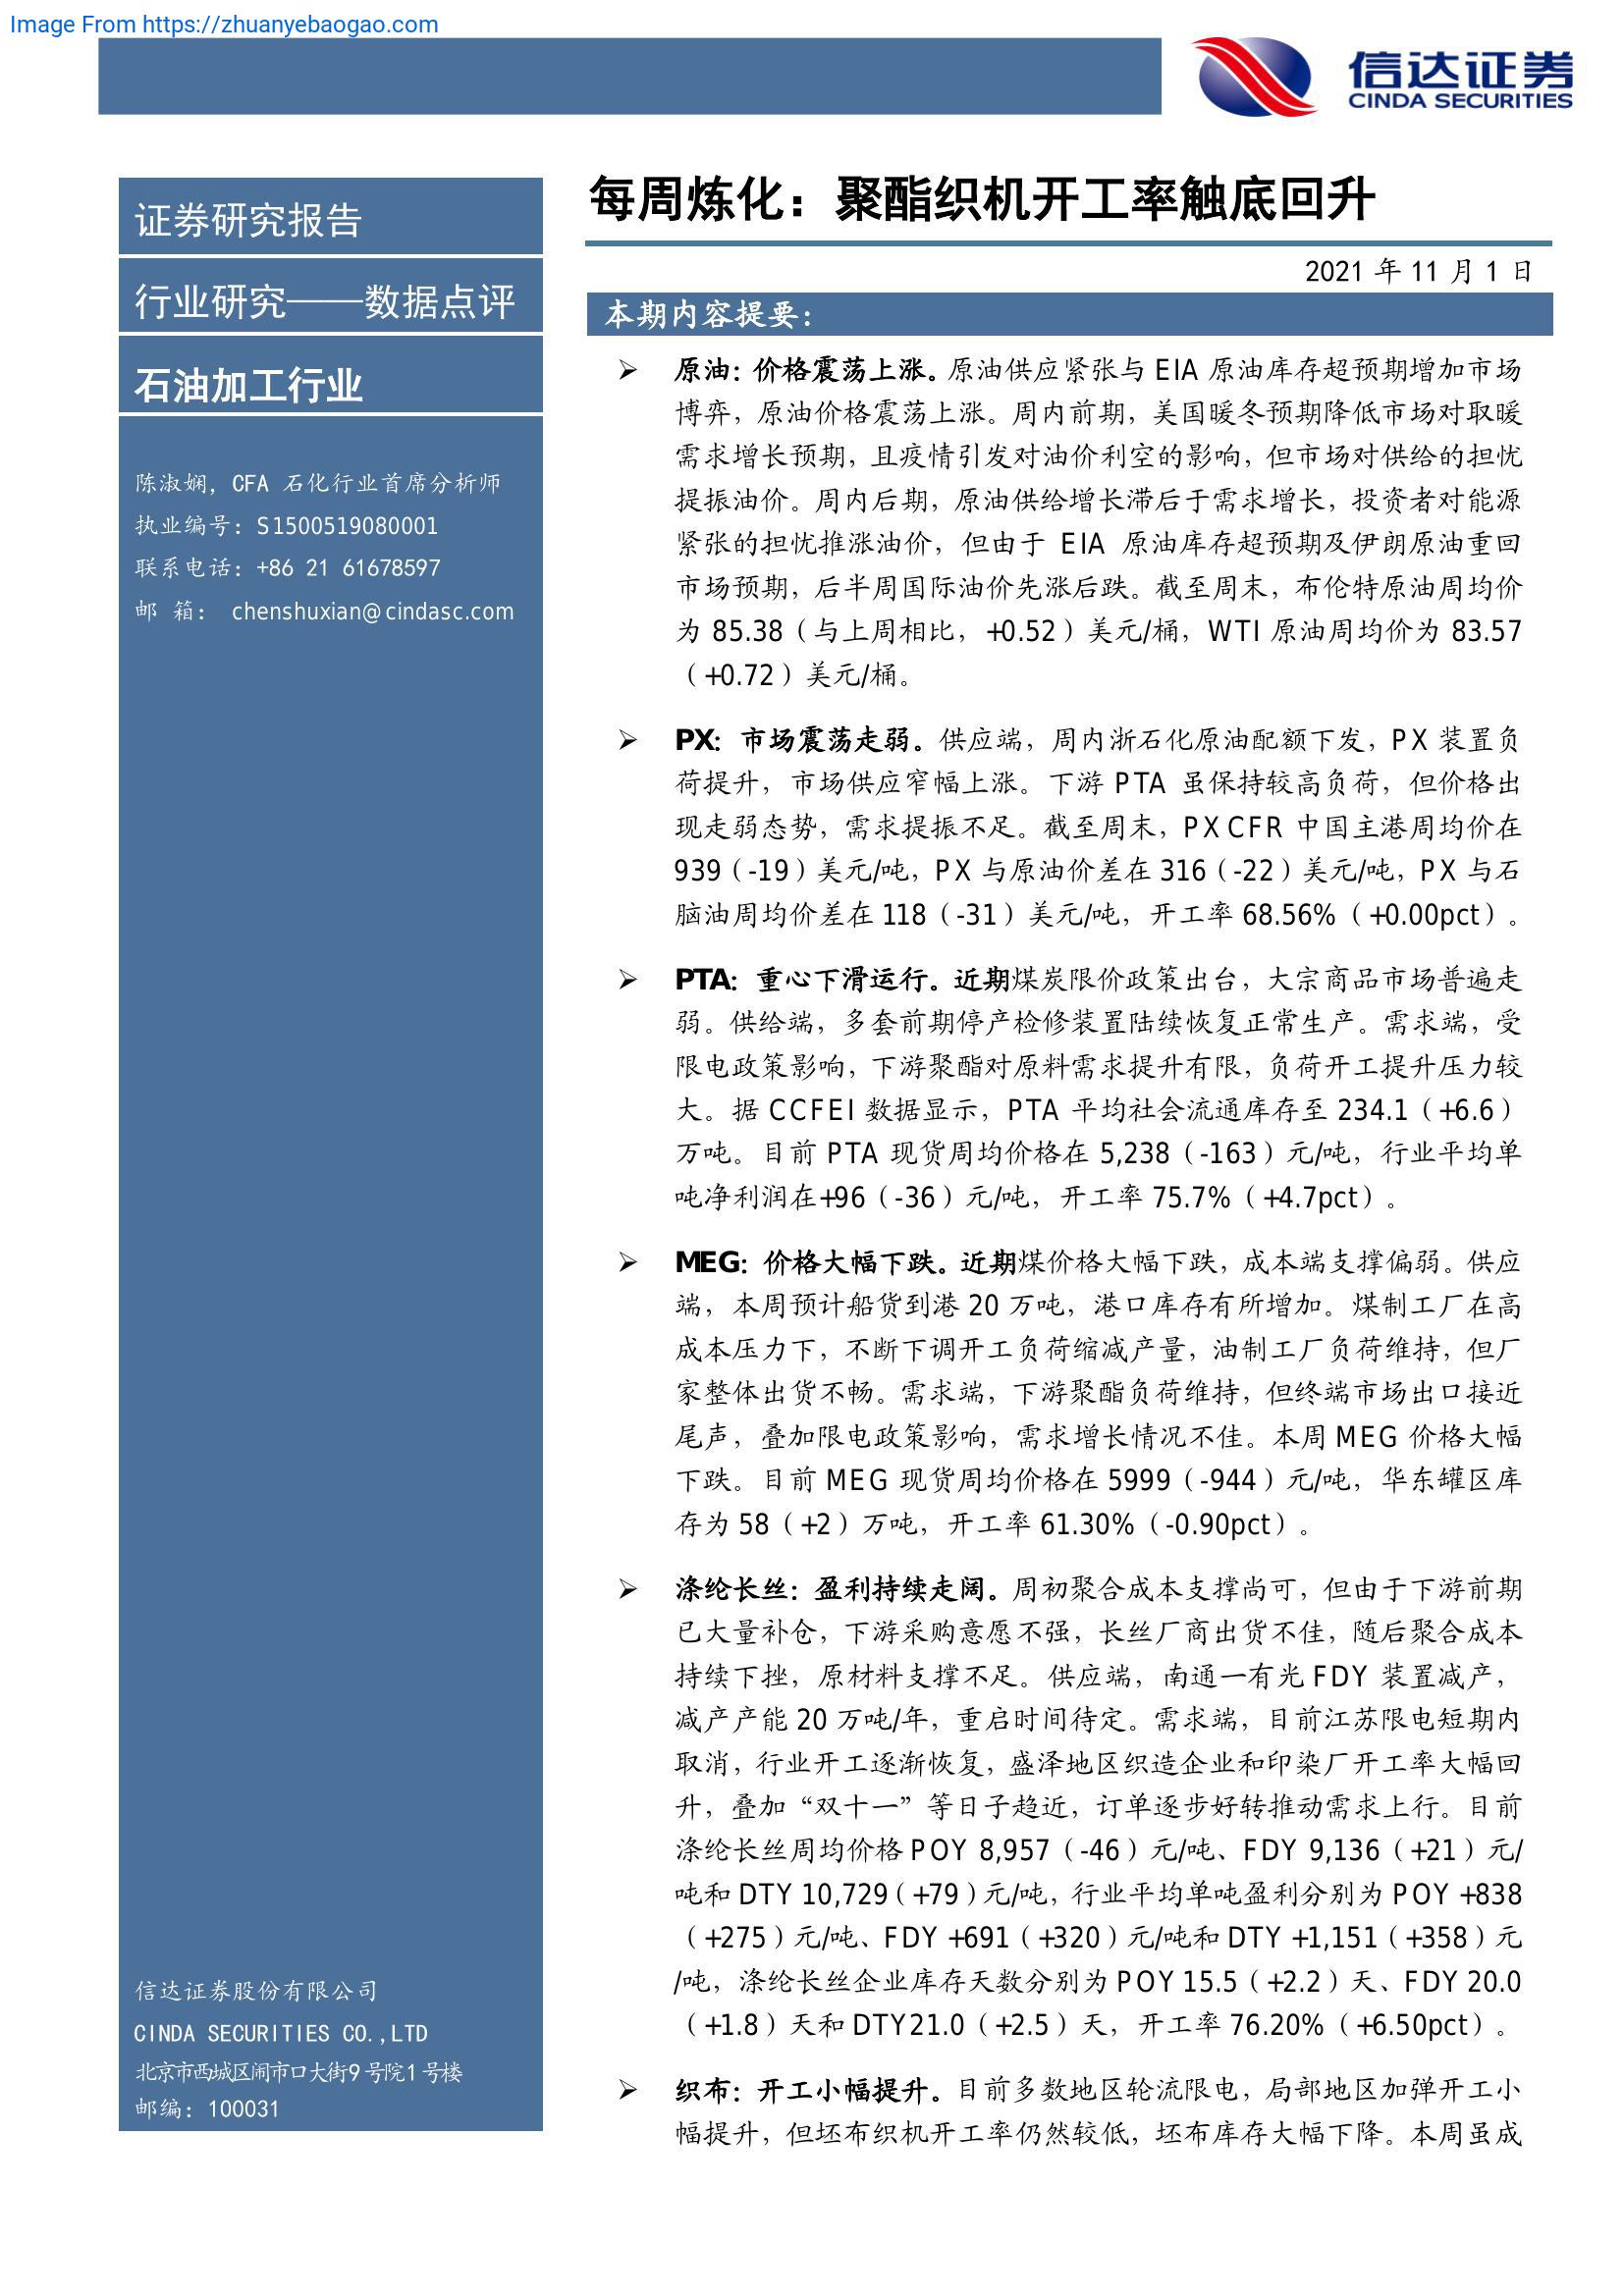 Image From https://zhuanyebaogao.com
信达证券
CINDA SECURITIES
证券研究报告
行业研究——数据点评
石油加工行业
陈淑娴，CFA 石化行业首席分析师
执业编号：S1500519080001
联系电话：+86 21 61678597
邮 箱： chenshuxian@cindasc.com
信达证券股份有限公司
CINDA SECURITIES CO.,LTD
北京市西城区闹市口大街9号院1号楼
邮编：100031
每周炼化：聚酯织机开工率触底回升
2021 年 11 月 1 日
本期内容提要：
➢ 原油：价格震荡上涨。原油供应紧张与 EIA 原油库存超预期增加市场
博弈，原油价格震荡上涨。周内前期，美国暖冬预期降低市场对取暖
需求增长预期，且疫情引发对油价利空的影响，但市场对供给的担忧
提振油价。周内后期，原油供给增长滞后于需求增长，投资者对能源
紧张的担忧推涨油价，但由于 EIA 原油库存超预期及伊朗原油重回
市场预期，后半周国际油价先涨后跌。截至周末，布伦特原油周均价
为 85.38（与上周相比，+0.52）美元/桶，WTI 原油周均价为 83.57
（+0.72）美元/桶。
➢ PX：市场震荡走弱。供应端，周内浙石化原油配额下发，PX 装置负
荷提升，市场供应窄幅上涨。下游 PTA 虽保持较高负荷，但价格出
现走弱态势，需求提振不足。截至周末，PX CFR 中国主港周均价在
939（-19）美元/吨，PX 与原油价差在 316（-22）美元/吨，PX 与石
脑油周均价差在 118（-31）美元/吨，开工率 68.56%（+0.00pct）。
➢ PTA：重心下滑运行。近期煤炭限价政策出台，大宗商品市场普遍走
弱。供给端，多套前期停产检修装置陆续恢复正常生产。需求端，受
限电政策影响，下游聚酯对原料需求提升有限，负荷开工提升压力较
大。据 CCFEI 数据显示，PTA 平均社会流通库存至 234.1（+6.6）
万吨。目前 PTA 现货周均价格在 5,238（-163）元/吨，行业平均单
吨净利润在+96（-36）元/吨，开工率 75.7%（+4.7pct）。
➢ MEG：价格大幅下跌。近期煤价格大幅下跌，成本端支撑偏弱。供应
端，本周预计船货到港 20 万吨，港口库存有所增加。煤制工厂在高
成本压力下，不断下调开工负荷缩减产量，油制工厂负荷维持，但厂
家整体出货不畅。需求端，下游聚酯负荷维持，但终端市场出口接近
尾声，叠加限电政策影响，需求增长情况不佳。本周 MEG 价格大幅
下跌。目前 MEG 现货周均价格在 5999（-944）元/吨，华东罐区库
存为 58（+2）万吨，开工率 61.30%（-0.90pct）。
➢ 涤纶长丝：盈利持续走阔。周初聚合成本支撑尚可，但由于下游前期
已大量补仓，下游采购意愿不强，长丝厂商出货不佳，随后聚合成本
持续下挫，原材料支撑不足。供应端，南通一有光 FDY 装置减产，
减产产能 20 万吨/年，重启时间待定。需求端，目前江苏限电短期内
取消，行业开工逐渐恢复，盛泽地区织造企业和印染厂开工率大幅回
升，叠加“双十一”等日子趋近，订单逐步好转推动需求上行。目前
涤纶长丝周均价格 POY 8,957（-46）元/吨、FDY 9,136（+21）元/
吨和 DTY 10,729（+79）元/吨，行业平均单吨盈利分别为 POY +838
（+275）元/吨、FDY +691（+320）元/吨和 DTY +1,151（+358）元
/吨，涤纶长丝企业库存天数分别为 POY 15.5（+2.2）天、FDY 20.0
（+1.8）天和 DTY21.0（+2.5）天，开工率 76.20%（+6.50pct）。
➢ 织布：开工小幅提升。目前多数地区轮流限电，局部地区加弹开工小
幅提升，但坯布织机开工率仍然较低，坯布库存大幅下降。本周虽成